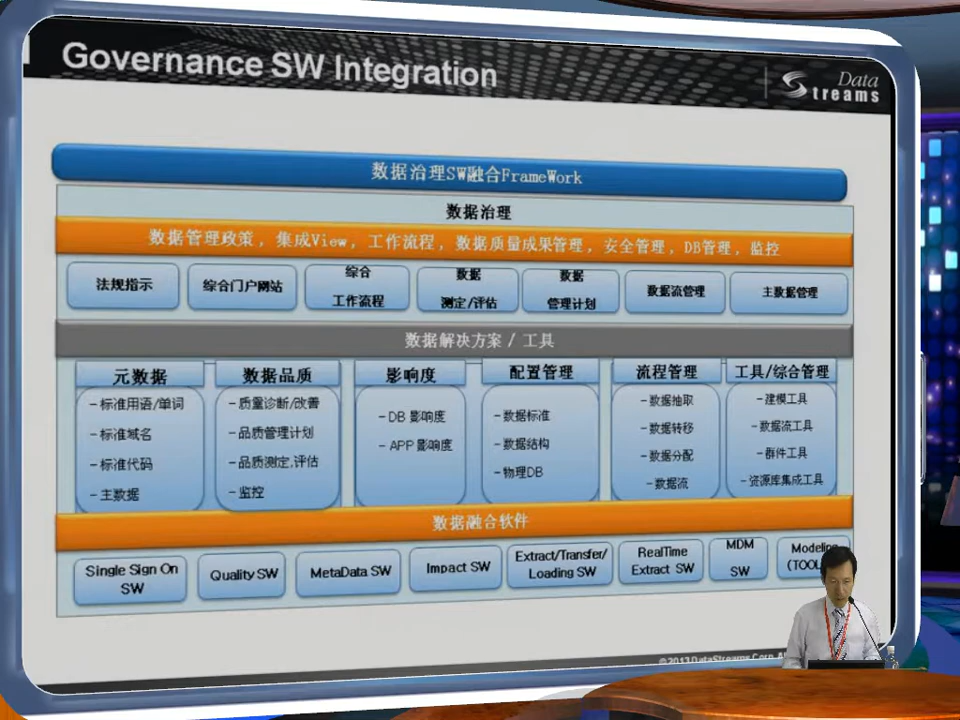 Governance SW Integration
Data
Streams
数据治理SW融合FrameWork
数据治理
数据管理政策，集成View，工作流程，数据质量成果管理，安全管理，DB管理，监控
法规指示
综合门户网站
综合
工作流程
数据
测定/评估
数据
管理计划
数据流管理
主数据管理
数据解决方案 / 工具
元数据
–标准用语/单词
–标准域名
–标准代码
–主数据
数据品质
–质量诊断/改善
–品质管理计划
–品质测定,评估
–监控
影响度
–DB 影响度
–APP 影响度
配置管理
–数据标准
–数据结构
–物理DB
流程管理
–数据抽取
–数据转移
–数据分配
–数据流
工具/综合管理
–建模工具
–数据流工具
–群件工具
–资源库集成工具
数据融合软件
Single Sign On
SW
Quality SW
MetaData SW
Impact SW
Extract/Transfer/
Loading SW
RealTime
Extract SW
MDM
SW
Modeling
(TOOL
©2013 DataStreams Corp.